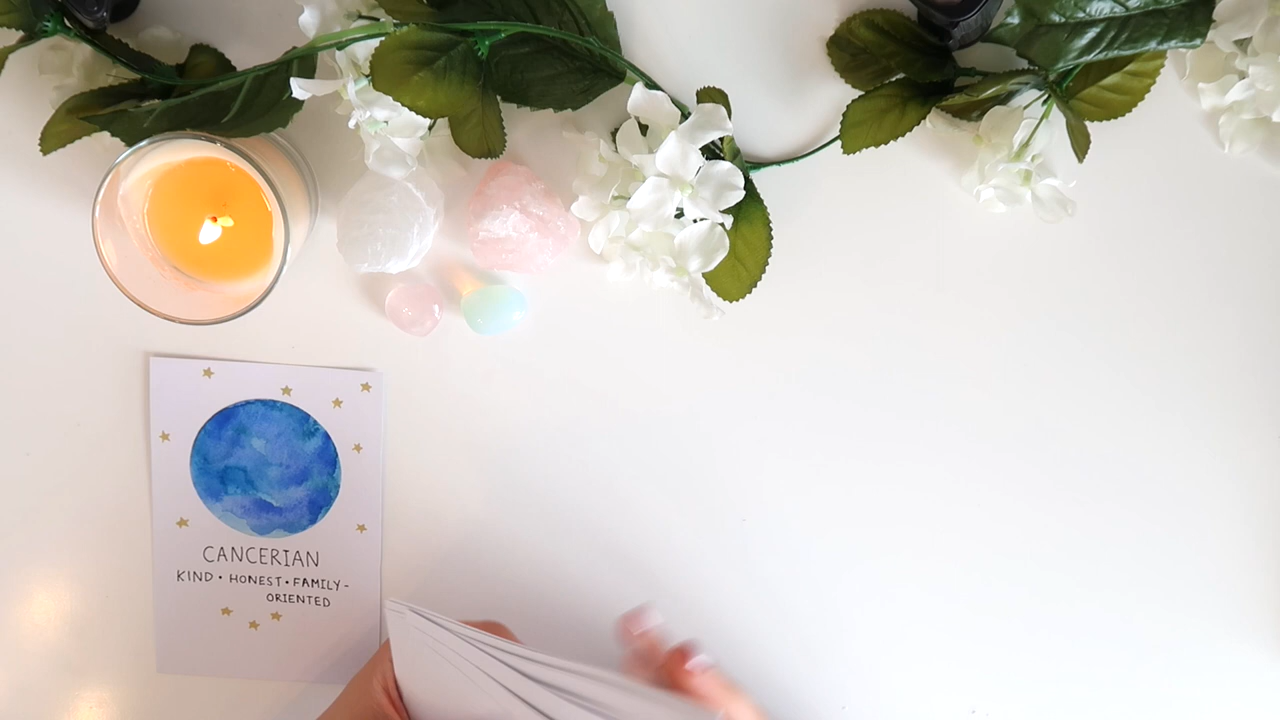 CANCERIAN
KIND • HONEST • FAMILY-
ORIENTED